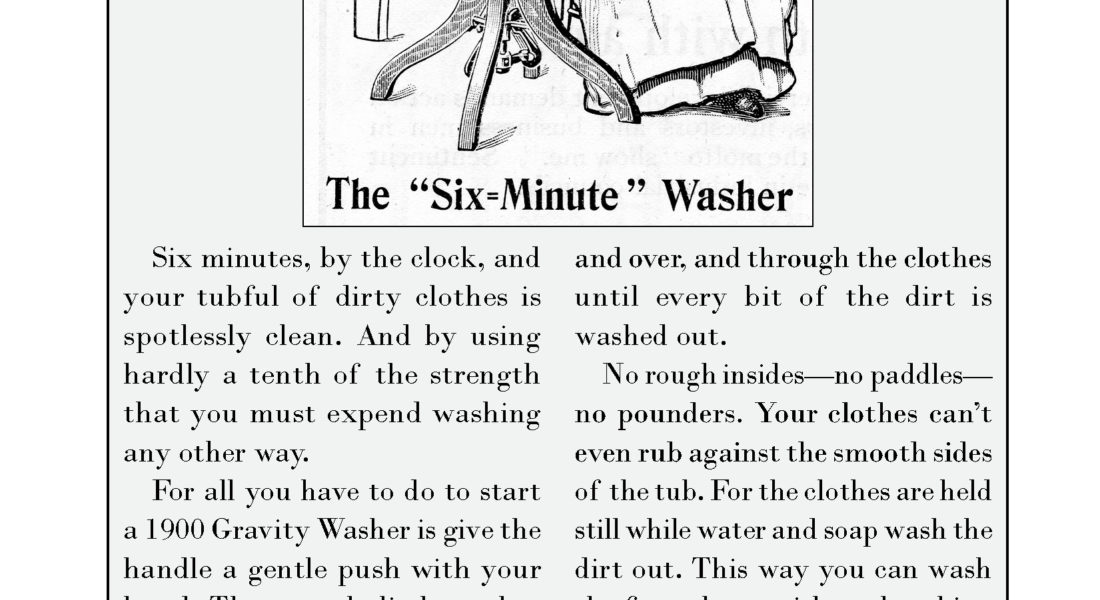 The "Six=Minute" Washer
Six minutes, by the clock, and
your tubful of dirty clothes is
spotlessly clean. And by using
hardly a tenth of the strength
that you must expend washing
any other way.
For all you have to do to start
a 1900 Gravity Washer is give the
handle a gentle push with your
and over, and through the clothes
until every bit of the dirt is
washed out.
No rough insides—no paddles—
no pounders. Your clothes can't
even rub against the smooth sides
of the tub. For the clothes are held
still while water and soap wash the
dirt out. This way you can wash